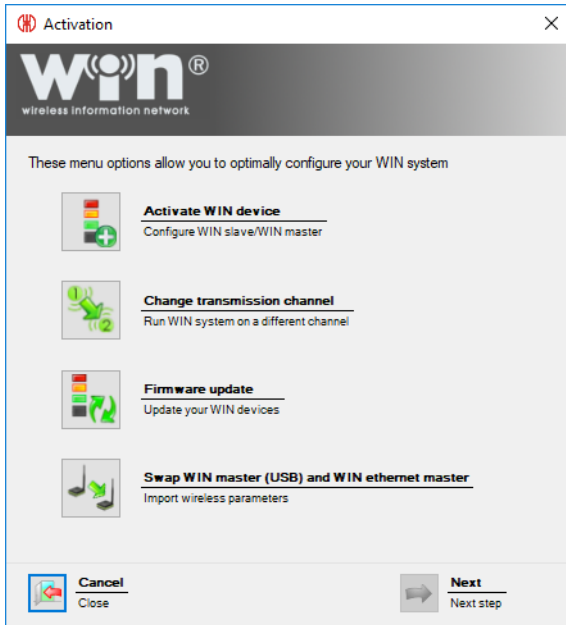 Activation
win®
wireless information network
These menu options allow you to optimally configure your WIN system
Activate WIN device
Configure WIN slave/WIN master
1
2
Change transmission channel
Run WIN system on a different channel
Firmware update
Update your WIN devices
Swap WIN master (USB) and WIN ethernet master
Import wireless parameters
Cancel
Close
Next
Next step